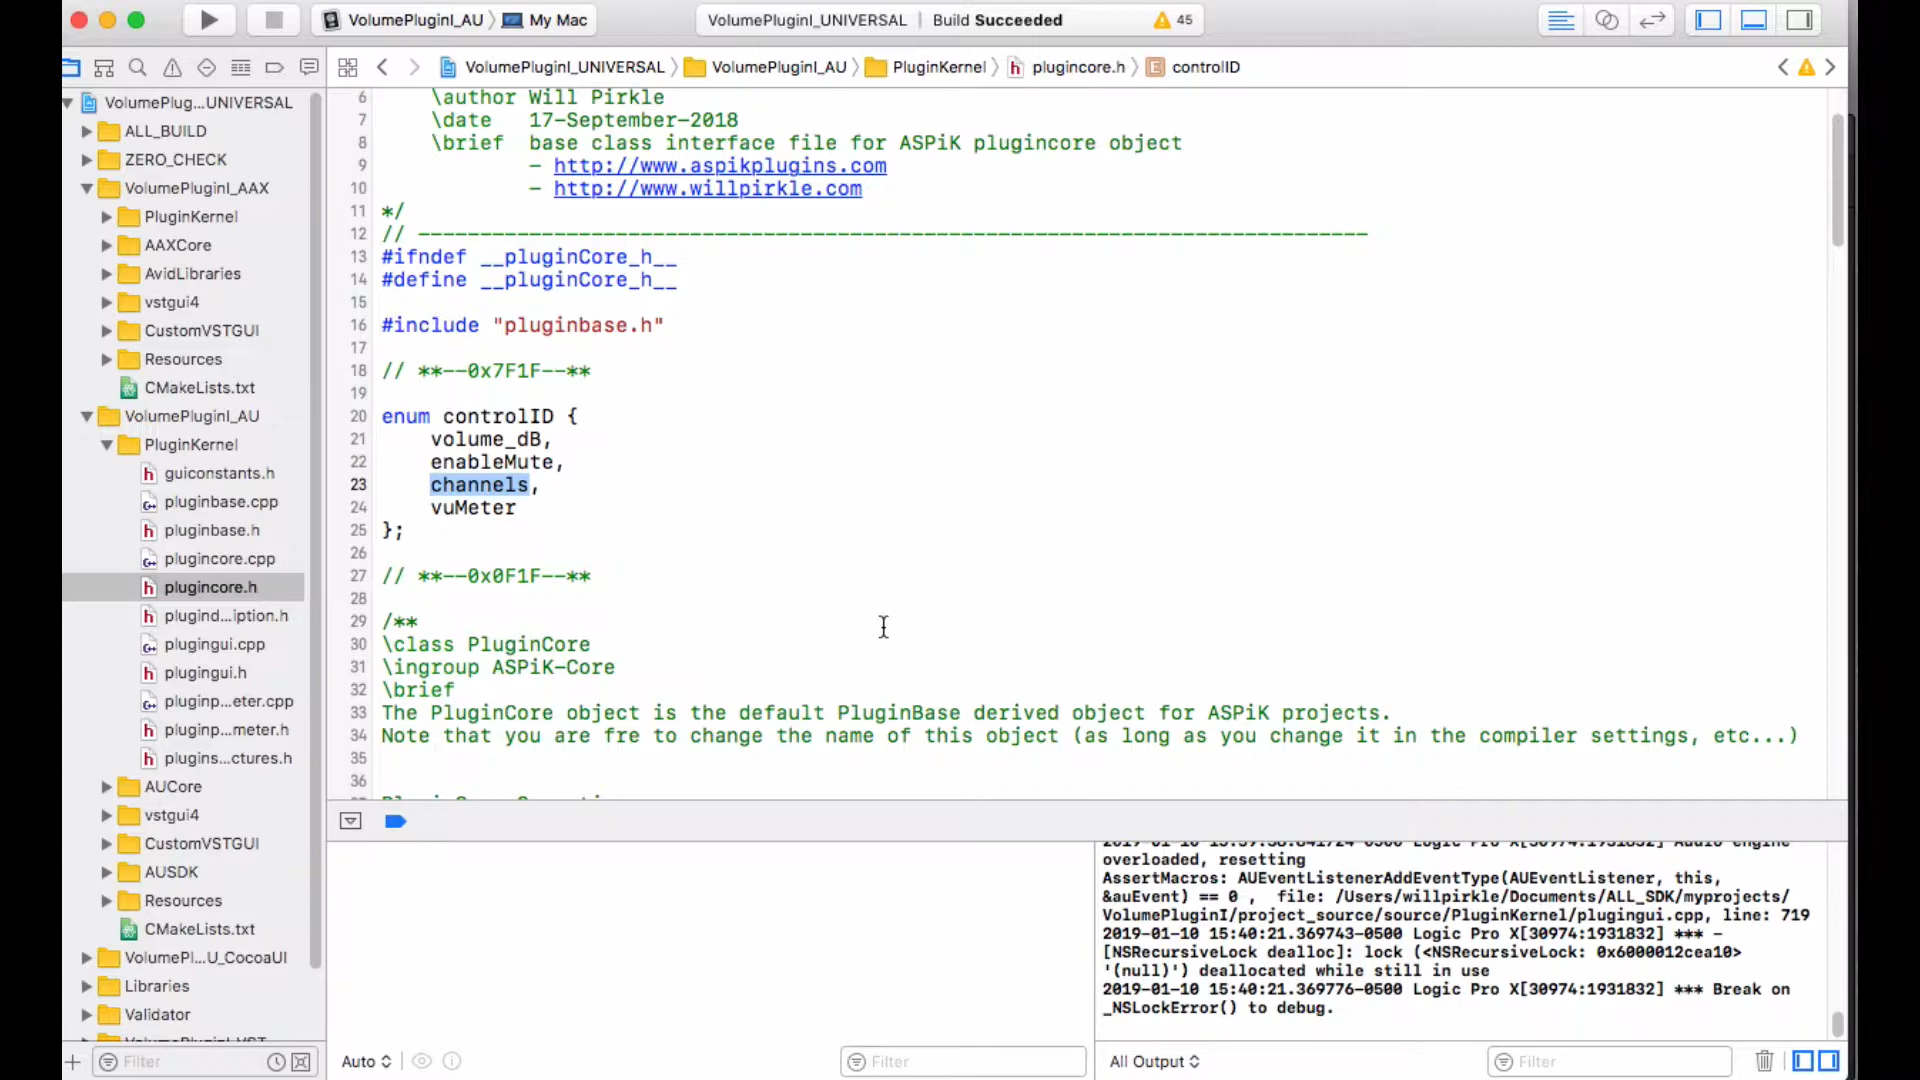 VolumePluginI_AU 〉 My Mac
VolumePluginI_UNIVERSAL | Build Succeeded
45
VolumePluginI_UNIVERSAL 〉 VolumePluginI_AU 〉 PluginKernel 〉 plugincore.h 〉 controlID
VolumePlug...UNIVERSAL
ALL_BUILD
ZERO_CHECK
VolumePluginI_AAX
PluginKernel
AAXCore
AvidLibraries
vstgui4
CustomVSTGUI
Resources
CMakeLists.txt
VolumePluginI_AU
PluginKernel
guiconstants.h
pluginbase.cpp
pluginbase.h
plugincore.cpp
plugincore.h
plugind...iption.h
plugingui.cpp
plugingui.h
pluginp...eter.cpp
pluginp...meter.h
plugins...ctures.h
AUCore
vstgui4
CustomVSTGUI
AUSDK
Resources
CMakeLists.txt
VolumePl...U_CocoaUI
Libraries
Validator
Filter
6 \author Will Pirkle
7 \date 17-September-2018
8 \brief base class interface file for ASPiK plugincore object
9 - http://www.aspikplugins.com
10 - http://www.willpirkle.com
11 */
12 // ------------------------------------------------------------------------------
13 #ifndef __pluginCore_h__
14 #define __pluginCore_h__
15
16 #include "pluginbase.h"
17
18 // **--0x7F1F--**
19
20 enum controlID {
21 volume_dB,
22 enableMute,
23 channels,
24 vuMeter
25 };
26
27 // **--0x0F1F--**
28
29 /**
30 \class PluginCore
31 \ingroup ASPiK-Core
32 \brief
33 The PluginCore object is the default PluginBase derived object for ASPiK projects.
34 Note that you are fre to change the name of this object (as long as you change it in the compiler settings, etc...)
35
36
Auto
Filter
overloaded, resetting
AssertMacros: AUEventListenerAddEventType(AUEventListener, this,
&auEvent) == 0 , file: /Users/willpirkle/Documents/ALL_SDK/myprojects/
VolumePluginI/project_source/source/PluginKernel/plugingui.cpp, line: 719
2019-01-10 15:40:21.369743-0500 Logic Pro X[30974:1931832] *** -
[NSRecursiveLock dealloc]: lock (<NSRecursiveLock: 0x6000012cea10>
'(null)') deallocated while still in use
2019-01-10 15:40:21.369776-0500 Logic Pro X[30974:1931832] *** Break on
_NSLockError() to debug.
All Output
Filter